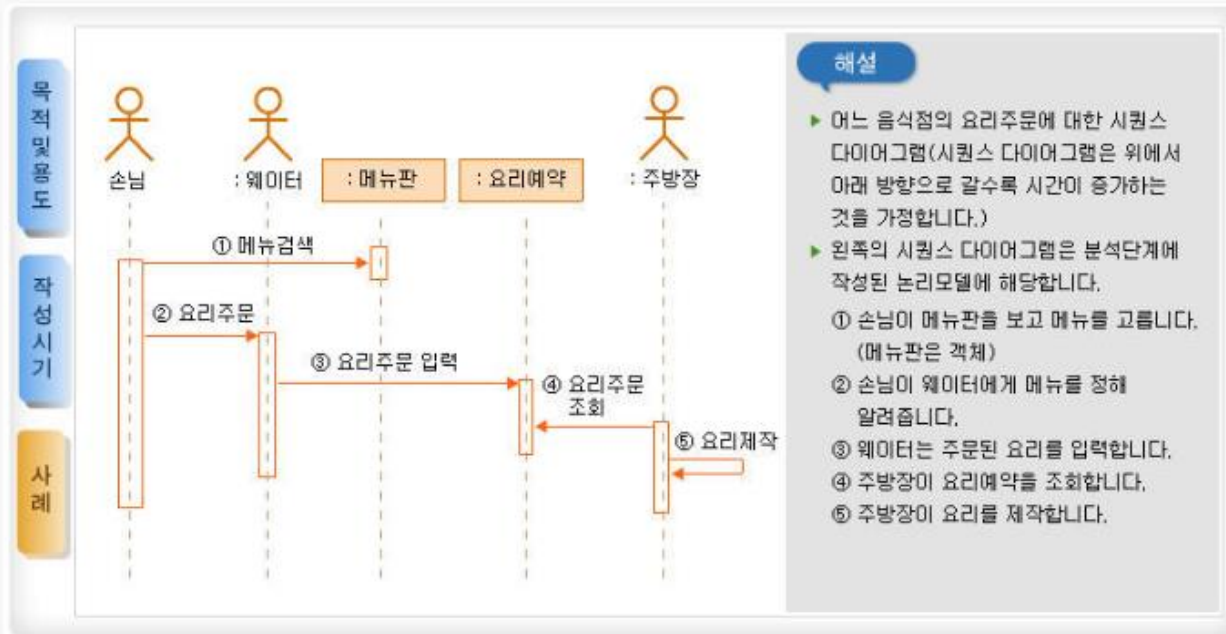 목적및용도
작성시기
사례
손님
: 웨이터
: 메뉴판
: 요리예약
: 주방장
① 메뉴검색
② 요리주문
③ 요리주문 입력
④ 요리주문
조회
⑤ 요리제작
해설
▶ 어느 음식점의 요리주문에 대한 시퀀스
다이어그램(시퀀스 다이어그램은 위에서
아래 방향으로 갈수록 시간이 증가하는
것을 가정합니다.)
▶ 왼쪽의 시퀀스 다이어그램은 분석단계에
작성된 논리모델에 해당합니다.
① 손님이 메뉴판을 보고 메뉴를 고릅니다.
(메뉴판은 객체)
② 손님이 웨이터에게 메뉴를 정해
알려줍니다.
③ 웨이터는 주문된 요리를 입력합니다.
④ 주방장이 요리예약을 조회합니다.
⑤ 주방장이 요리를 제작합니다.